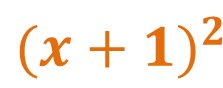 (x + 1)²